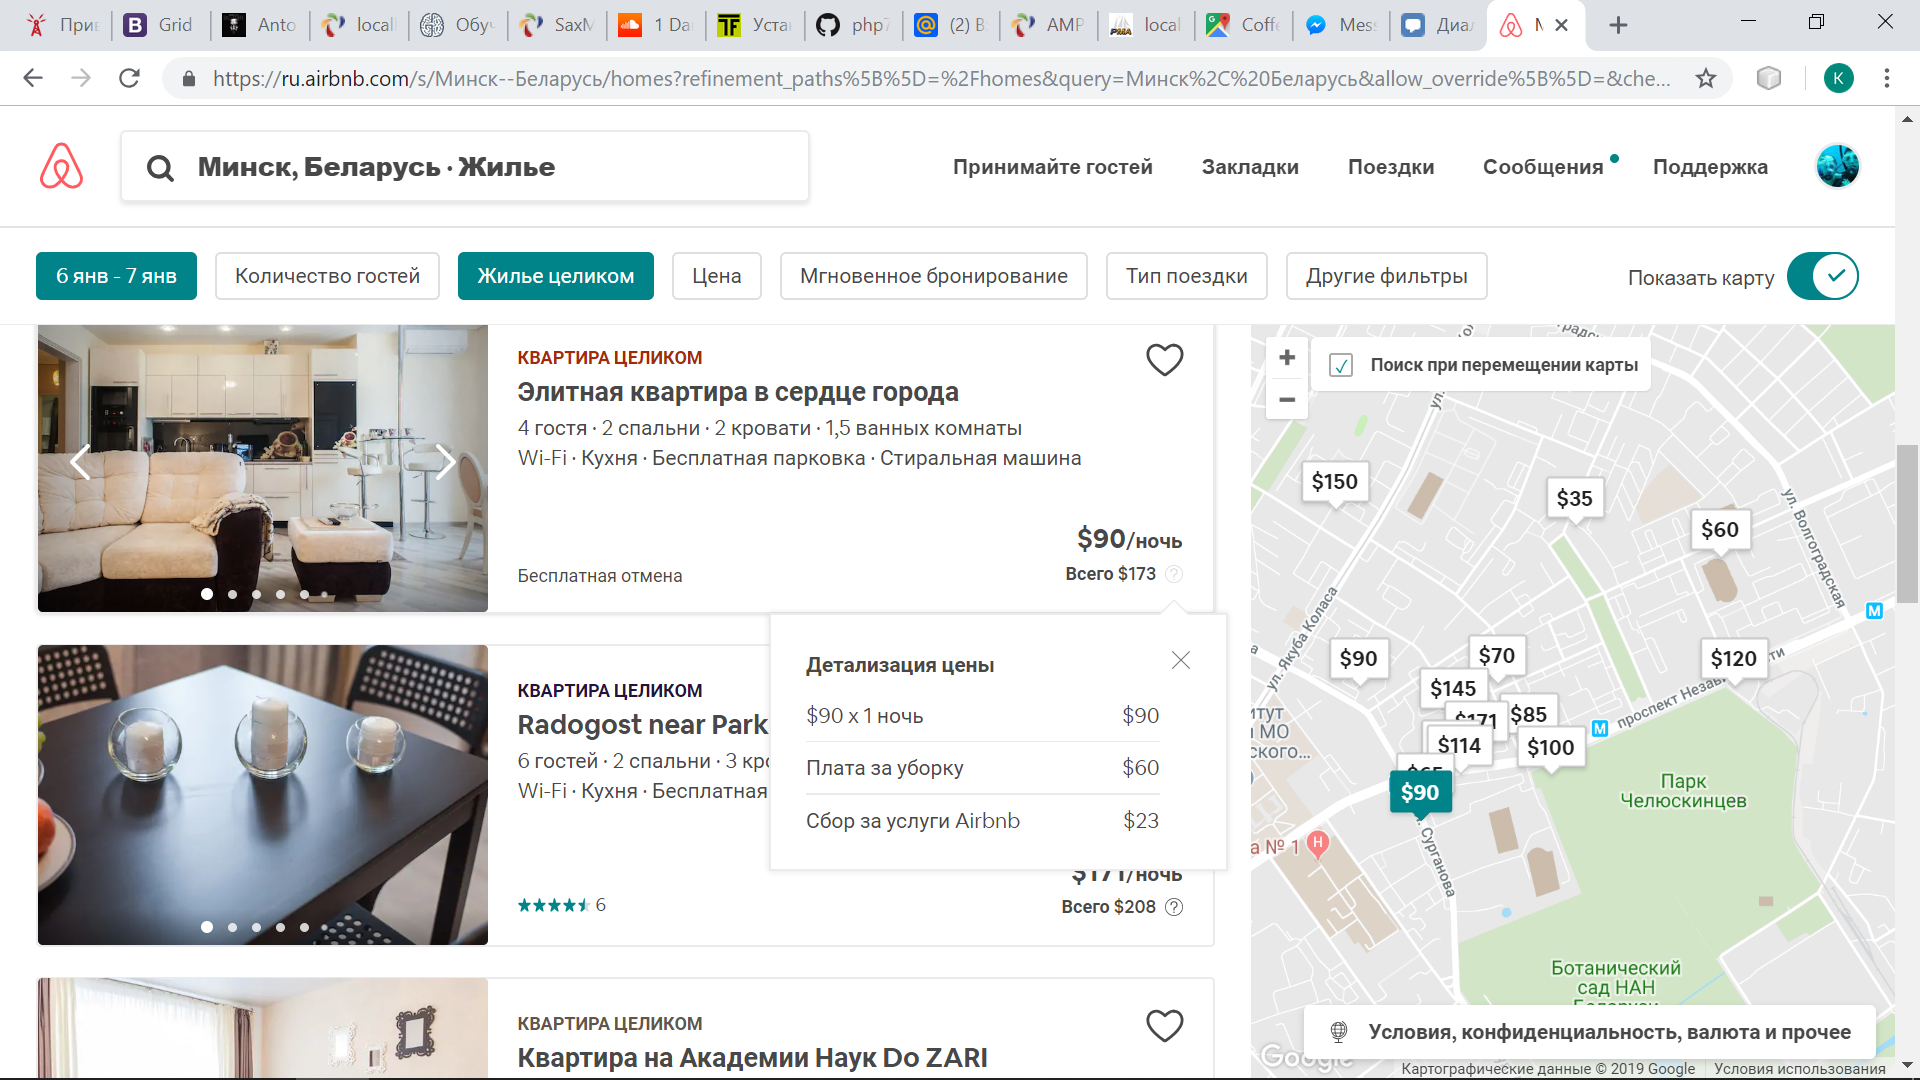 Grid
Anto
SaxM
1 Da
php7
(2) В
AMP
local
Coff
Mess
https://ru.airbnb.com/s/Минск--Беларусь/homes?refinement_paths%5B%5D=%2Fhomes&query=Минск%2C%20Беларусь&allow_override%5B%5D=&che...
K
Минск, Беларусь · Жилье
Принимайте гостей
Закладки
Поездки
Сообщения
Поддержка
6 янв - 7 янв
Количество гостей
Жилье целиком
Цена
Мгновенное бронирование
Тип поездки
Другие фильтры
Показать карту
КВАРТИРА ЦЕЛИКОМ
Элитная квартира в сердце города
4 гостя · 2 спальни · 2 кровати · 1,5 ванных комнаты
Wi-Fi · Кухня · Бесплатная парковка · Стиральная машина
$90/ночь
Бесплатная отмена
Всего $173
Детализация цены
$90 x 1 ночь $90
Плата за уборку $60
Сбор за услуги Airbnb $23
КВАРТИРА ЦЕЛИКОМ
Radogost near Park
6 гостей · 2 спальни · 3 кро
Wi-Fi · Кухня · Бесплатная
$171/ночь
6
Всего $208
КВАРТИРА ЦЕЛИКОМ
Квартира на Академии Наук Do ZARI
Поиск при перемещении карты
$150
$35
$60
ул. Волгоградская
ул. Якуба Коласа
$90
$70
$120
$145
$171
$85
$114
$100
$65
$90
проспект Незави
М
М
Парк
Челюскинцев
а № 1
H
Сурганова
Ботанический
сад НАН
Беларуси
Условия, конфиденциальность, валюта и прочее
Google
Картографические данные © 2019 Google
Условия использования